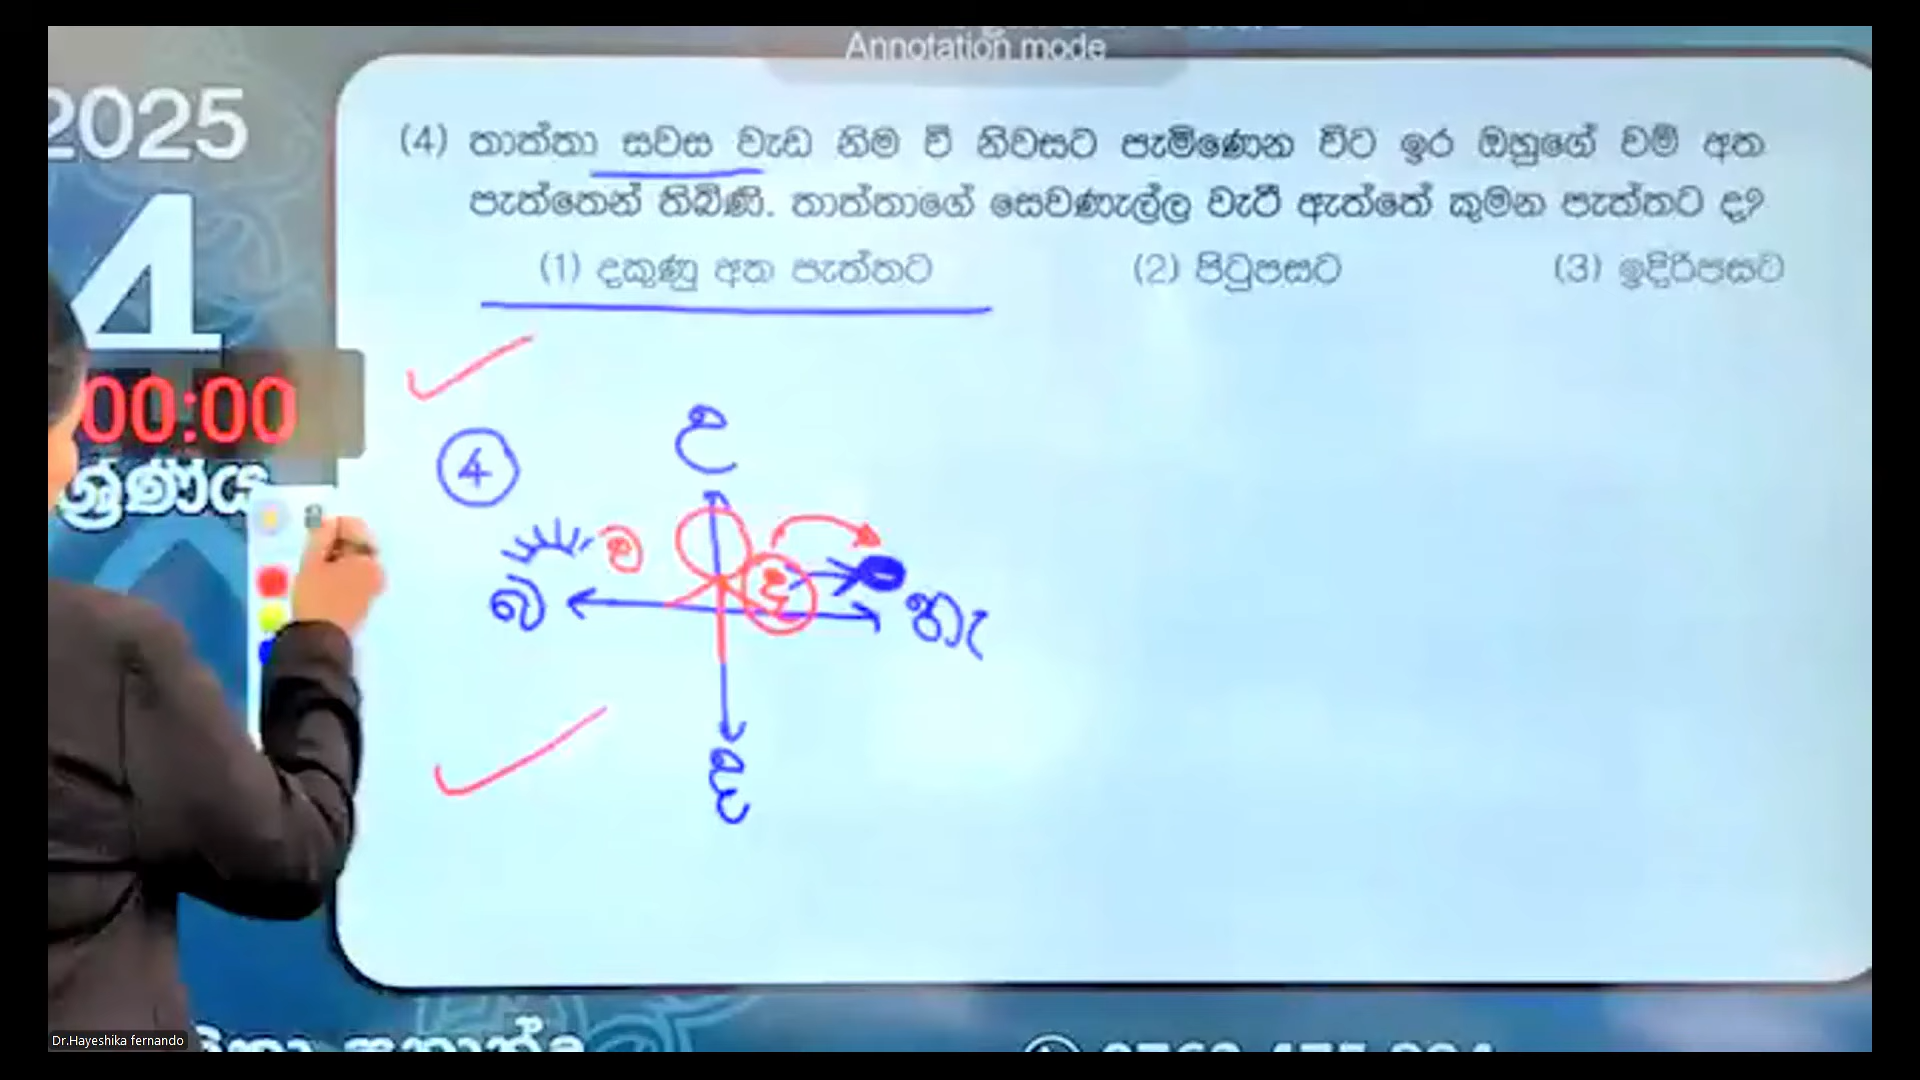 Annotation mode
2025
(4) තාත්තා සවස වැඩ නිම වී නිවසට පැමිණෙන විට ඉර ඔහුගේ වම් අත
පැත්තෙන් තිබිණි. තාත්තාගේ සෙවණැල්ල වැටී ඇත්තේ කුමන පැත්තට ද?
(1) දකුණු අත පැත්තට (2) පිටුපසට (3) ඉදිරිපසට
4
00:00
ශ්‍රේණිය
4
උ
ව
ද
බ
නැ
ද
Dr.Hayeshika fernando